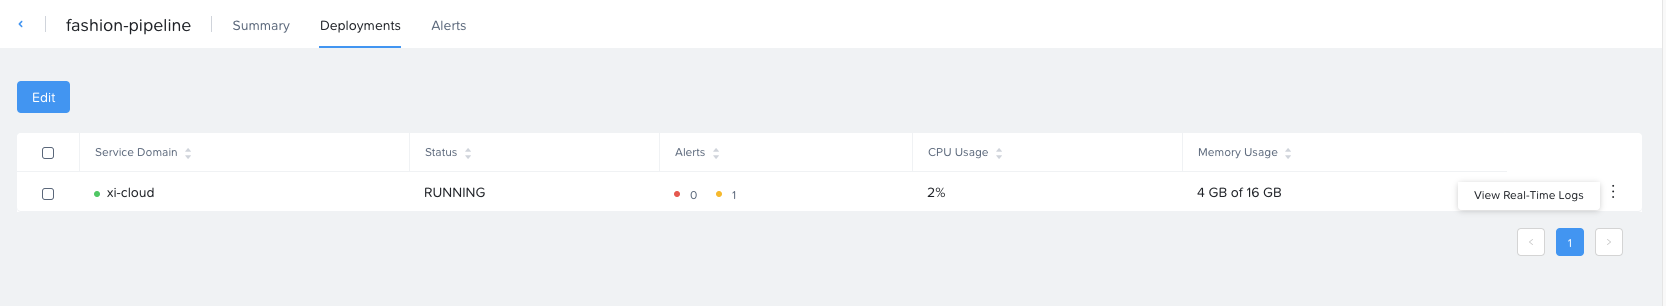 fashion-pipeline Summary Deployments Alerts
Edit
Service Domain Status Alerts CPU Usage Memory Usage
xi-cloud RUNNING 0 1 2% 4 GB of 16 GB View Real-Time Logs
1